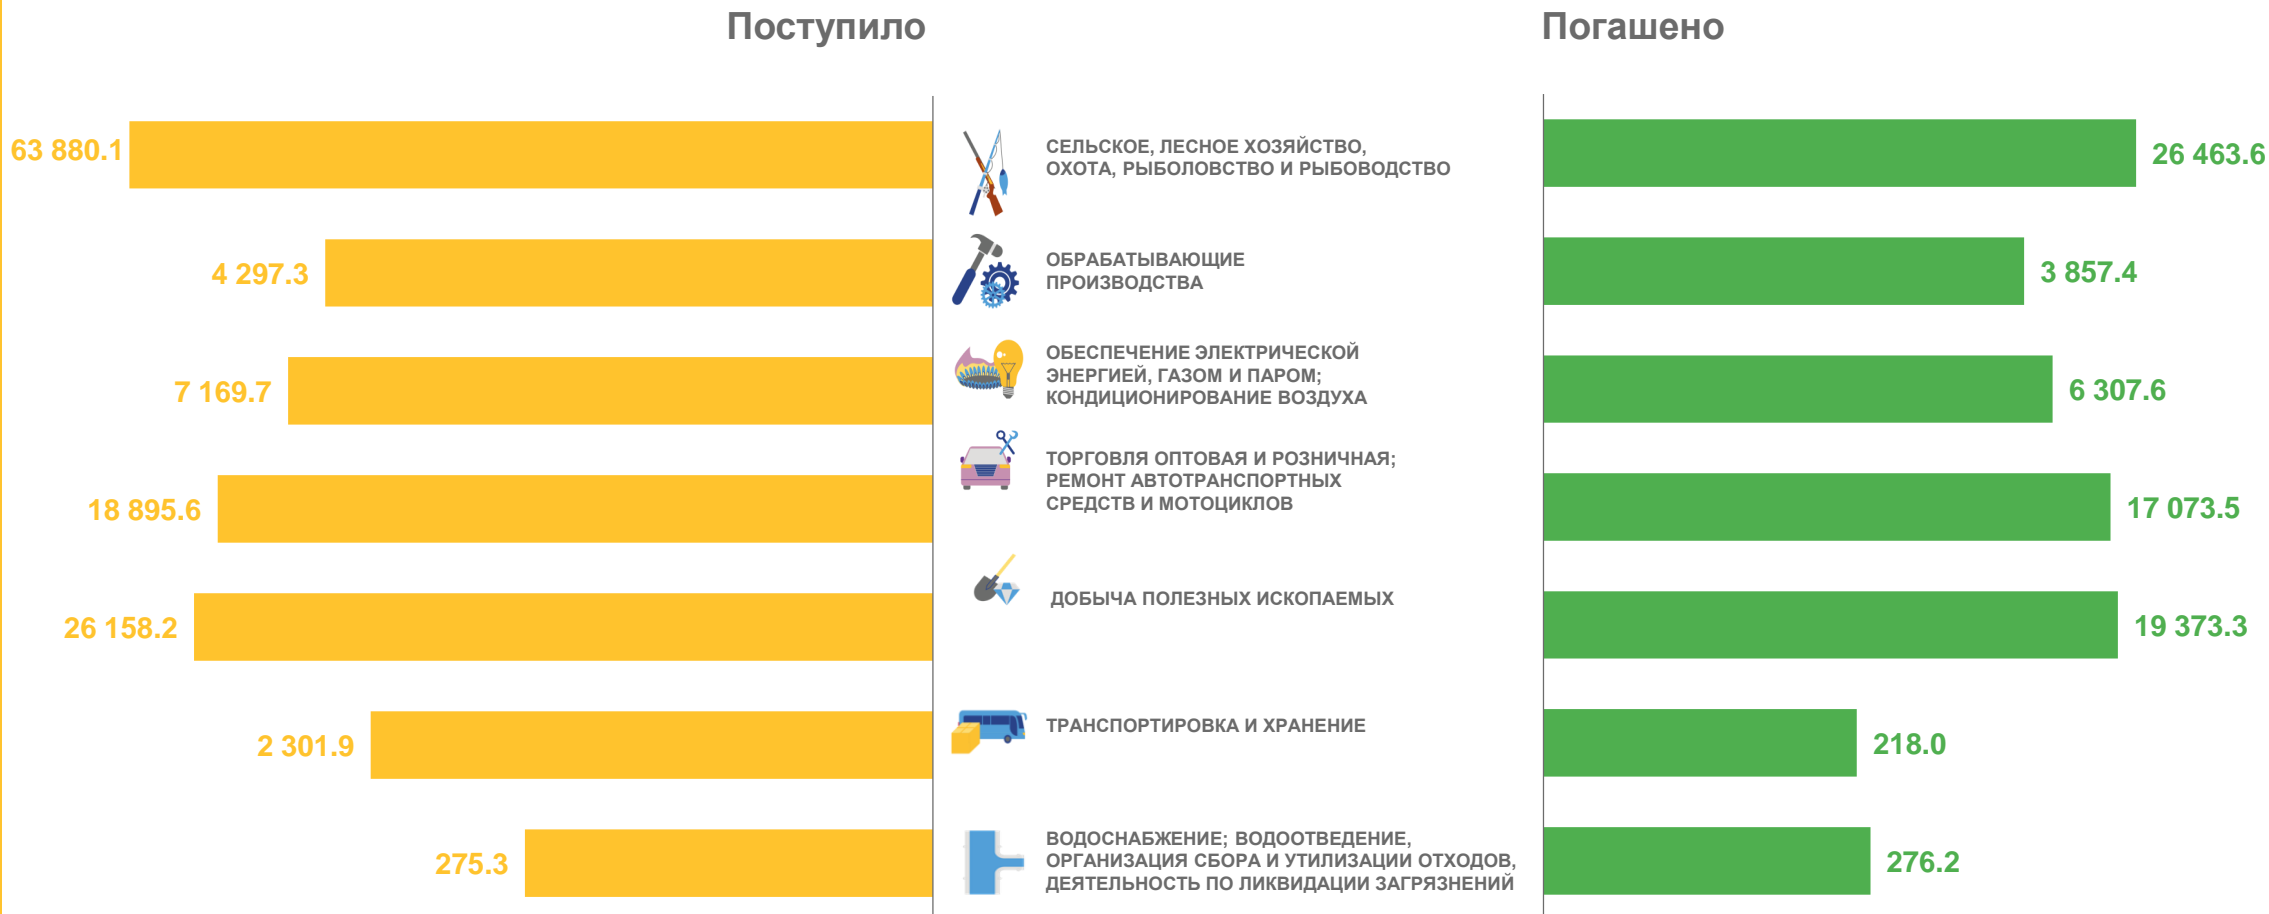 Поступило
Погашено
63 880.1
СЕЛЬСКОЕ, ЛЕСНОЕ ХОЗЯЙСТВО,
ОХОТА, РЫБОЛОВСТВО И РЫБОВОДСТВО
26 463.6
4 297.3
ОБРАБАТЫВАЮЩИЕ
ПРОИЗВОДСТВА
3 857.4
7 169.7
ОБЕСПЕЧЕНИЕ ЭЛЕКТРИЧЕСКОЙ
ЭНЕРГИЕЙ, ГАЗОМ И ПАРОМ;
КОНДИЦИОНИРОВАНИЕ ВОЗДУХА
6 307.6
18 895.6
ТОРГОВЛЯ ОПТОВАЯ И РОЗНИЧНАЯ;
РЕМОНТ АВТОТРАНСПОРТНЫХ
СРЕДСТВ И МОТОЦИКЛОВ
17 073.5
26 158.2
ДОБЫЧА ПОЛЕЗНЫХ ИСКОПАЕМЫХ
19 373.3
2 301.9
ТРАНСПОРТИРОВКА И ХРАНЕНИЕ
218.0
275.3
ВОДОСНАБЖЕНИЕ; ВОДООТВЕДЕНИЕ,
ОРГАНИЗАЦИЯ СБОРА И УТИЛИЗАЦИИ ОТХОДОВ,
ДЕЯТЕЛЬНОСТЬ ПО ЛИКВИДАЦИИ ЗАГРЯЗНЕНИЙ
276.2